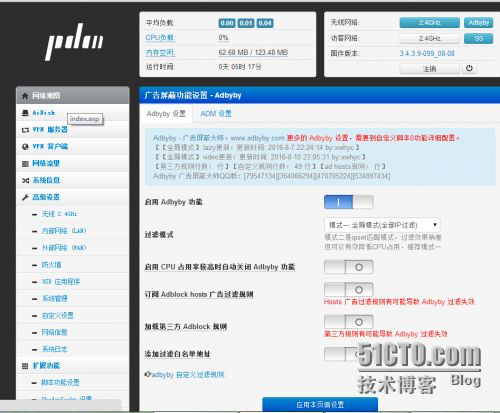 pdcn
平均负载: 0.00 0.01 0.04
CPU负载: 0%
内存空闲: 62.68 MB / 123.48 MB
运行时间: 0天 05时 17分
无线网络: 2.4GHz Adbyby
访客网络: 2.4GHz SS
固件版本: 3.4.3.9-099_08-08
注销
网络地图
AiDisk
index.asp
VPN 服务器
VPN 客户端
网络流里
系统信息
高级设置
无线 2.4GHz
内部网络 (LAN)
外部网络 (WAN)
防火墙
USB 应用程序
系统管理
自定义设置
网络信息
系统日志
扩展功能
脚本功能设置
广告屏蔽功能设置 - Adbyby
Adbyby 设置 ADM 设置
Adbyby - 广告屏蔽大师® www.adbyby.com 更多的 Adbyby 设置，需要到自定义脚本0功能详细配置。
【【全局模式】lazy更新：更新时间: 2016-8-7 22:24:14 by:xwhyc】
【【全局模式】video更新：更新时间: 2016-8-10 23:05:31 by:xwhyc】
【第三方规则行数： 行】【自定义规则行数： 49 行】【ad hosts规则： 行】
Adbyby 广告屏蔽大师QQ群：[79547134][364066294][470705224][534897434]
启用 Adbyby 功能
过滤模式
模式一:全局模式(全部IP过滤)
模式二是ipset匹配模式，过滤效果稍差
但可以有效降低CPU占用，推荐模式一
启用 CPU 占用率较高时自动关闭 Adbyby 功能
订阅 Adblock hosts 广告过滤规则
Hosts 广告过滤规则有可能导致 Adbyby 过滤失效
加载第三方 Adblock 规则
第三方规则有可能导致 Adbyby 过滤失效
添加过滤白名单地址
adbyby 自定义过滤规则:
应用本页面设置
51CTO.com
技术博客 Blog